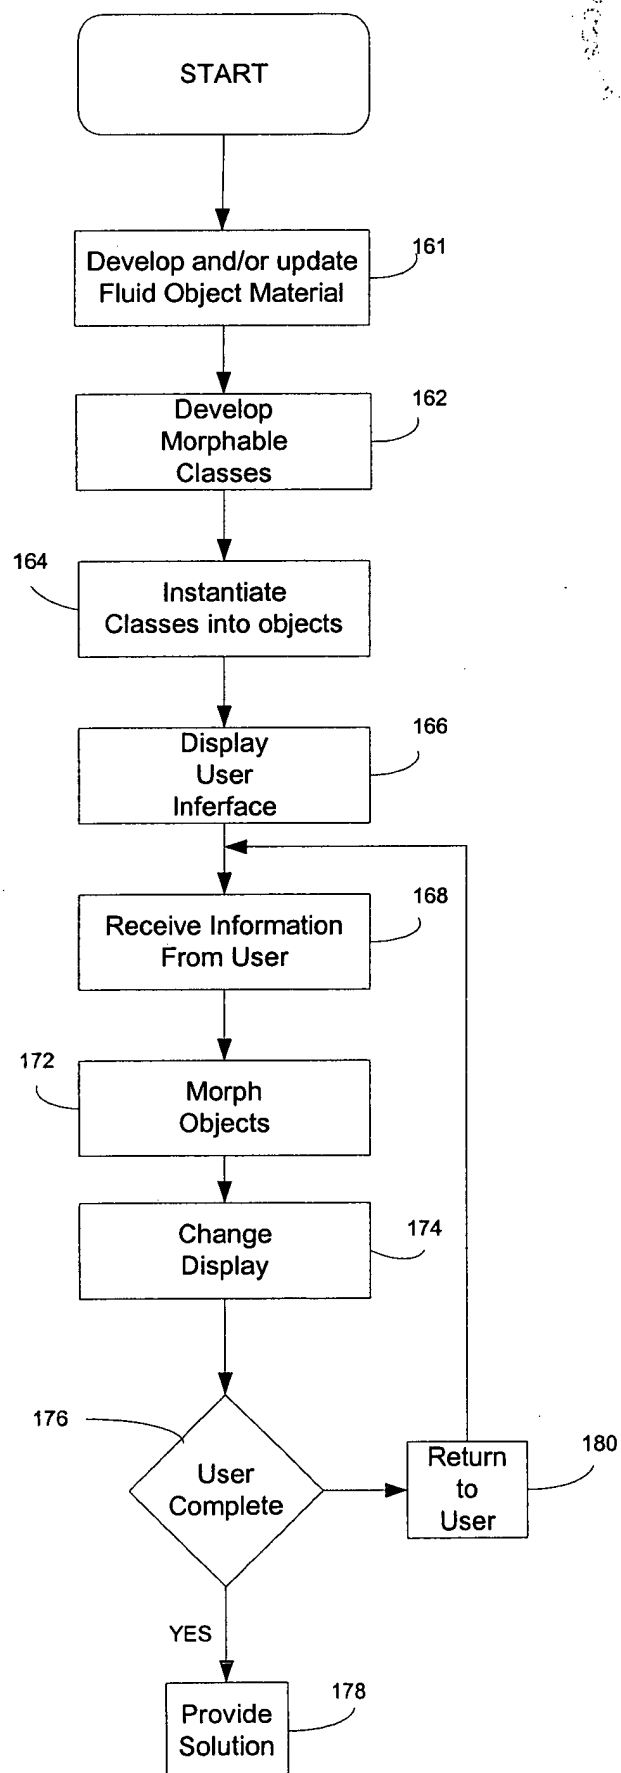 START
Develop and/or update
Fluid Object Material
161
Develop
Morphable
Classes
162
164
Instantiate
Classes into objects
Display
User
Inferface
166
Receive Information
From User
168
172
Morph
Objects
Change
Display
174
176
User
Complete
Return
to
User
180
YES
Provide
Solution
178